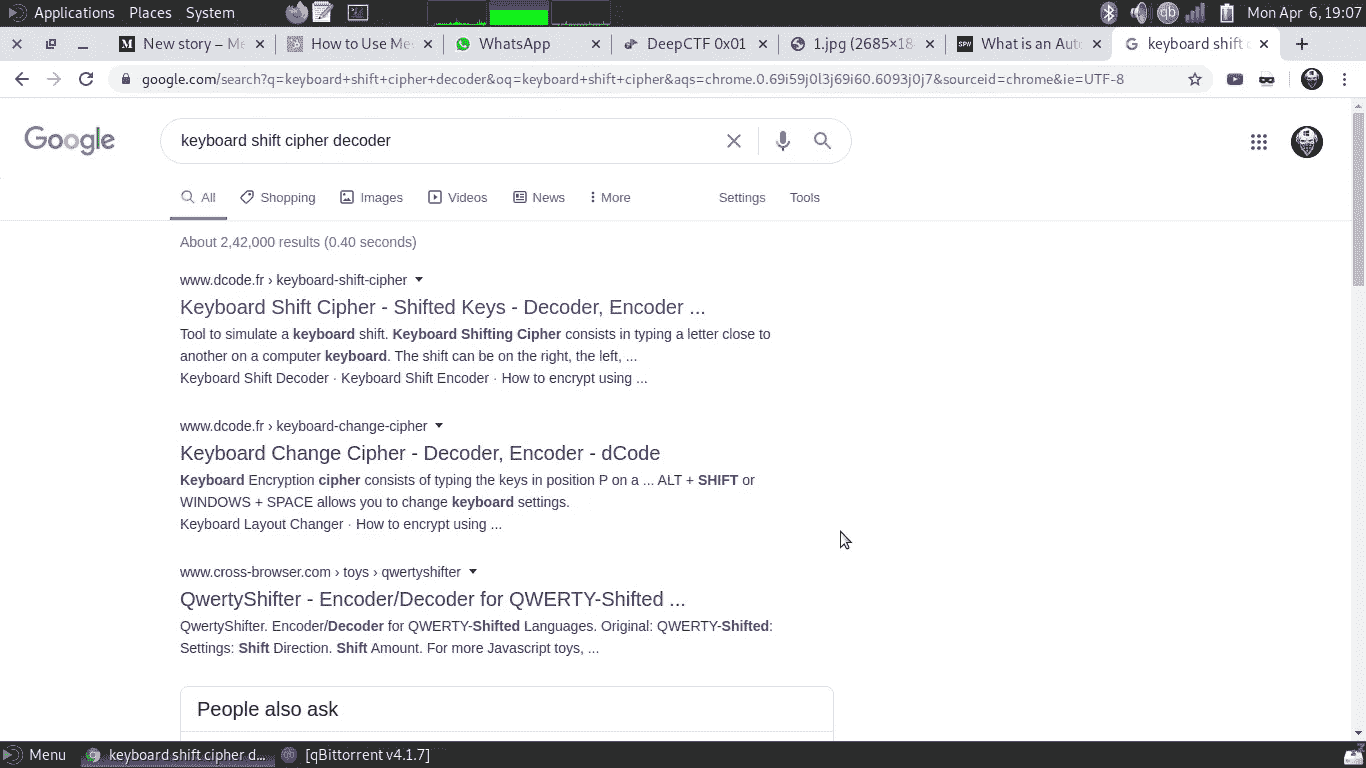 Applications Places System Mon Apr 6, 19:07
New story – Me How to Use Me WhatsApp DeepCTF 0x01 1.jpg (2685×18 What is an Aut keyboard shift c
google.com/search?q=keyboard+shift+cipher+decoder&oq=keyboard+shift+cipher&aqs=chrome.0.69i59j0l3j69i60.6093j0j7&sourceid=chrome&ie=UTF-8
Google keyboard shift cipher decoder
All Shopping Images Videos News More Settings Tools
About 2,42,000 results (0.40 seconds)
www.dcode.fr › keyboard-shift-cipher
Keyboard Shift Cipher - Shifted Keys - Decoder, Encoder ...
Tool to simulate a keyboard shift. Keyboard Shifting Cipher consists in typing a letter close to
another on a computer keyboard. The shift can be on the right, the left, ...
Keyboard Shift Decoder · Keyboard Shift Encoder · How to encrypt using ...
www.dcode.fr › keyboard-change-cipher
Keyboard Change Cipher - Decoder, Encoder - dCode
Keyboard Encryption cipher consists of typing the keys in position P on a ... ALT + SHIFT or
WINDOWS + SPACE allows you to change keyboard settings.
Keyboard Layout Changer · How to encrypt using ...
www.cross-browser.com › toys › qwertyshifter
QwertyShifter - Encoder/Decoder for QWERTY-Shifted ...
QwertyShifter. Encoder/Decoder for QWERTY-Shifted Languages. Original: QWERTY-Shifted:
Settings: Shift Direction. Shift Amount. For more Javascript toys, ...
People also ask
Menu keyboard shift cipher d... [qBittorrent v4.1.7]